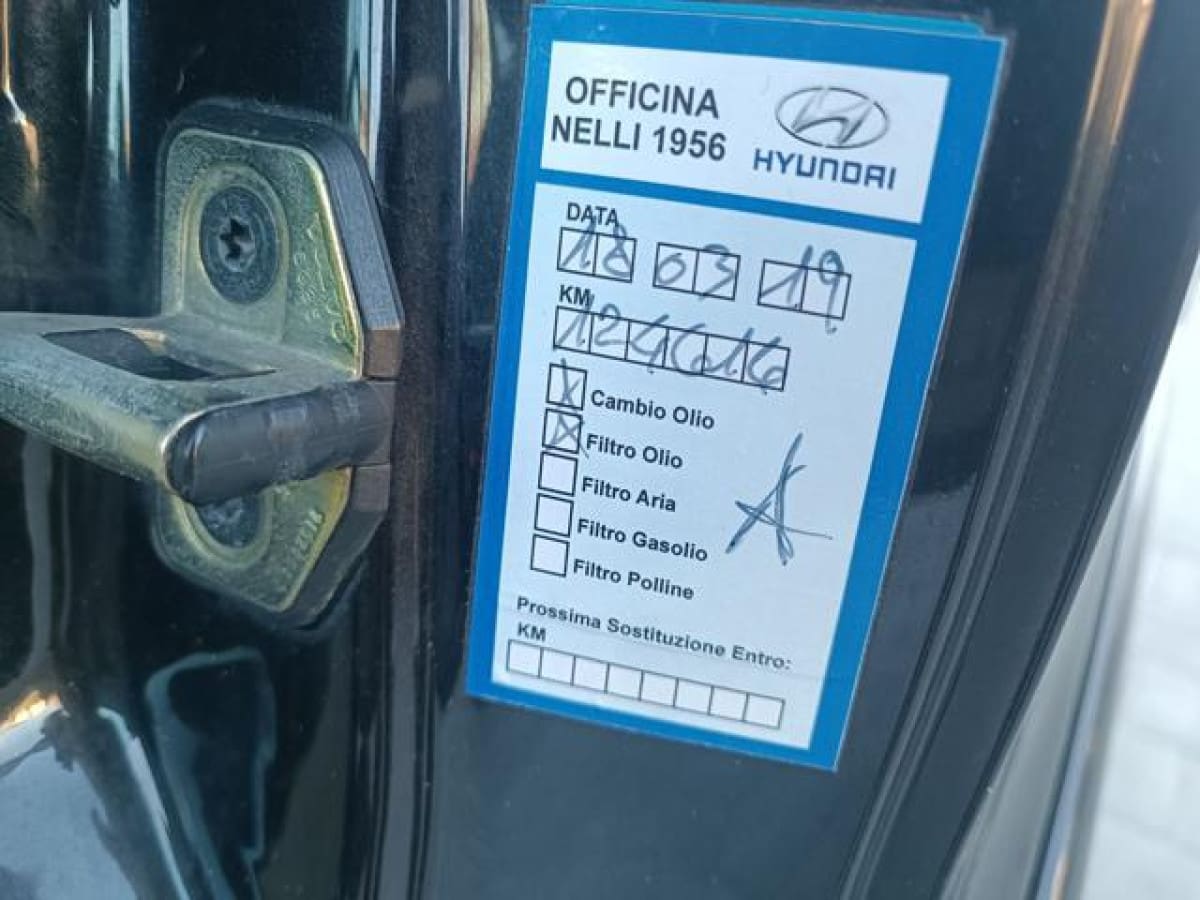 OFFICINA
NELLI 1956
HYUNDAI
DATA
18 03 19
KM
124616
X Cambio Olio
X Filtro Olio
Filtro Aria
Filtro Gasolio
Filtro Polline
Prossima Sostituzione Entro:
KM